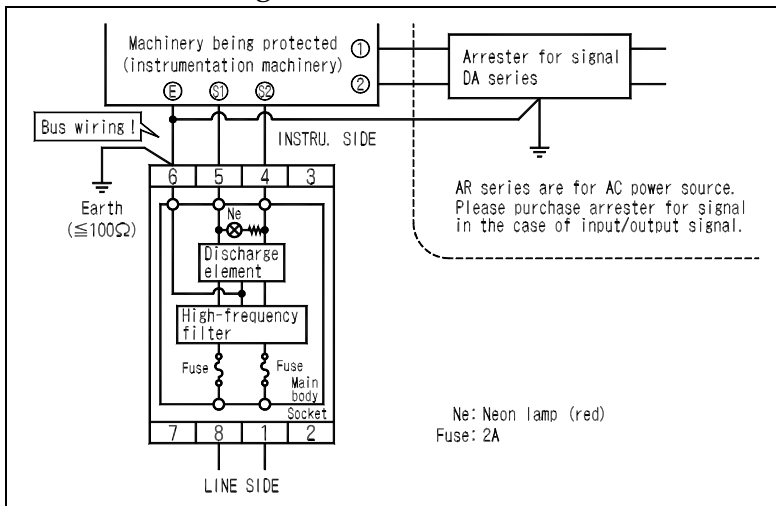 Machinery being protected
(instrumentation machinery)
①
②
Arrester for signal
DA series
Ⓔ
S1
S2
Bus wiring!
INSTRU. SIDE
6 5 4 3
Earth
(≦100Ω)
Ne
Discharge
element
High-frequency
filter
Fuse
Fuse
Main
body
Socket
7 8 1 2
LINE SIDE
AR series are for AC power source.
Please purchase arrester for signal
in the case of input/output signal.
Ne: Neon lamp (red)
Fuse: 2A